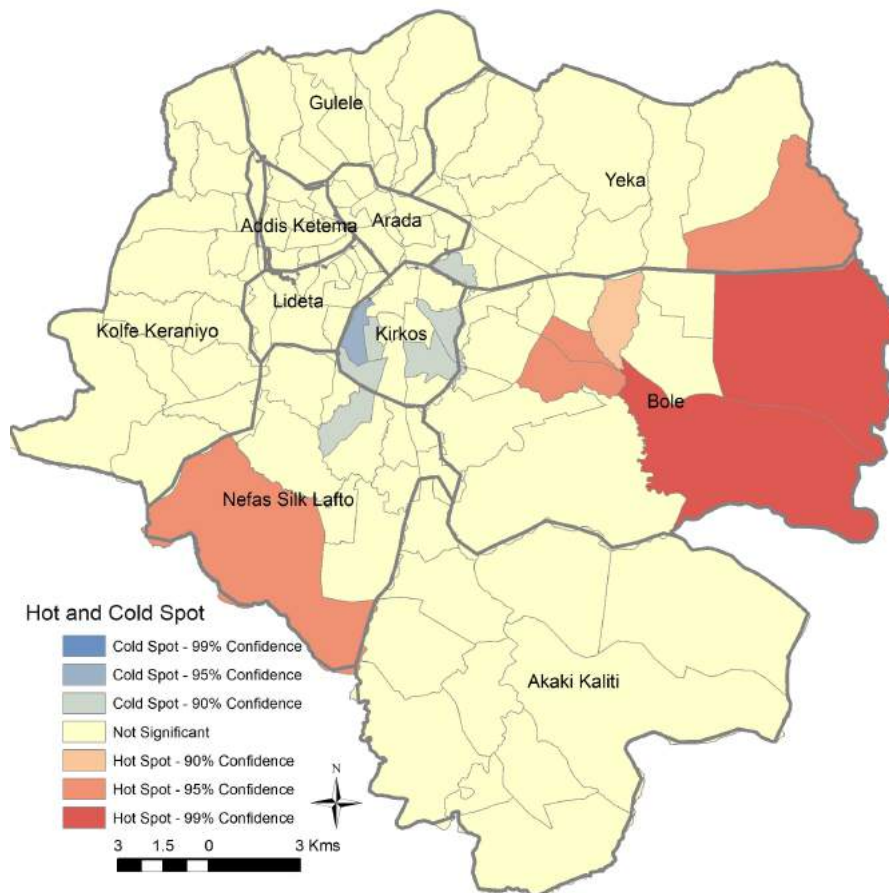 Gulele
Yeka
Addis Ketema
Arada
Lideta
Kolfe Keraniyo
Kirkos
Bole
Nefas Silk Lafto
Akaki Kaliti
Hot and Cold Spot
Cold Spot - 99% Confidence
Cold Spot - 95% Confidence
Cold Spot - 90% Confidence
Not Significant
Hot Spot - 90% Confidence
Hot Spot - 95% Confidence
Hot Spot - 99% Confidence
N
3 1.5 0 3 Kms